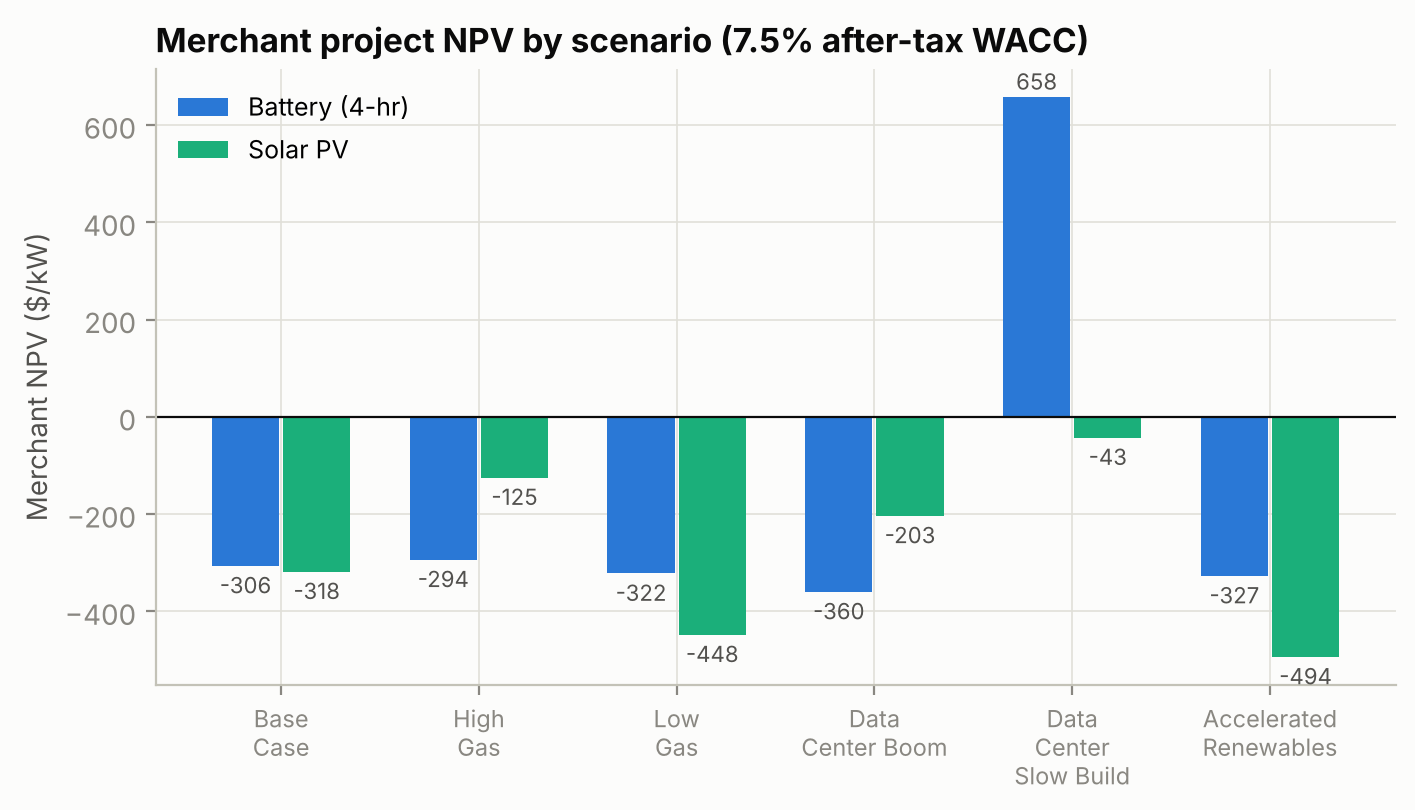 Merchant project NPV by scenario (7.5% after-tax WACC)
Battery (4-hr)
Solar PV
Merchant NPV ($/kW)
600
400
200
0
−200
−400
-306
-318
-294
-125
-322
-448
-360
-203
658
-43
-327
-494
Base
Case
High
Gas
Low
Gas
Data
Center Boom
Data
Center
Slow Build
Accelerated
Renewables